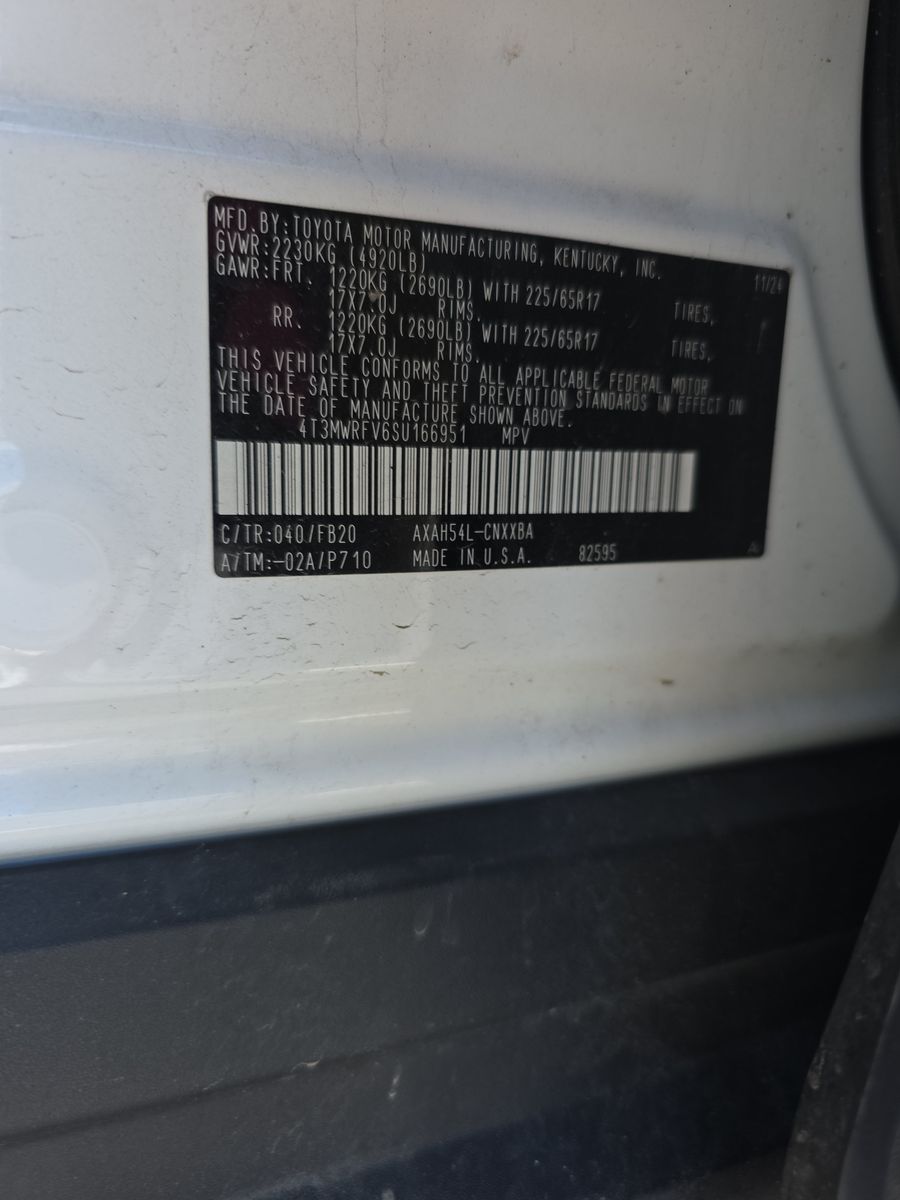 MFD.BY:TOYOTA MOTOR MANUFACTURING, KENTUCKY, INC.
GVWR:2230KG (4920LB) 11/24
GAWR:FRT. 1220KG (2690LB) WITH 225/65R17 TIRES,
17X7.0J RIMS.
RR. 1220KG (2690LB) WITH 225/65R17 TIRES,
17X7.0J RIMS.
THIS VEHICLE CONFORMS TO ALL APPLICABLE FEDERAL MOTOR
VEHICLE SAFETY AND THEFT PREVENTION STANDARDS IN EFFECT ON
THE DATE OF MANUFACTURE SHOWN ABOVE.
4T3MWRFV6SU166951 MPV
C/TR:040/FB20 AXAH54L-CNXXBA
A/TM:-02A/P710 MADE IN U.S.A. 82595